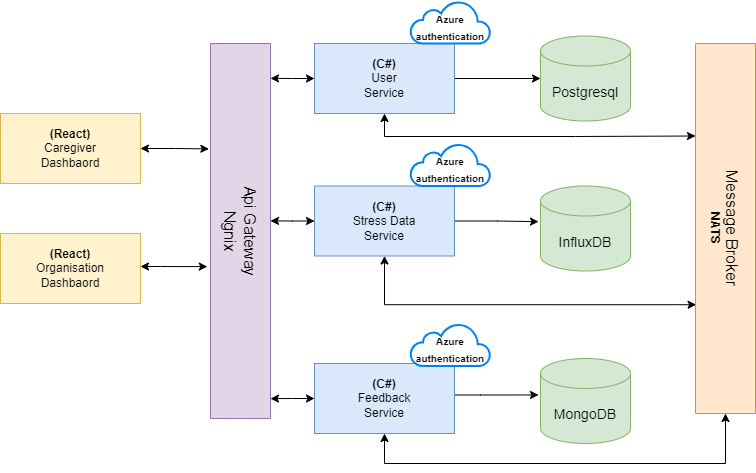 Azure
authentication
(C#)
User
Service
Postgresql
(React)
Caregiver
Dashbaord
Azure
authentication
Api Gateway
Ngnix
(C#)
Stress Data
Service
InfluxDB
Message Broker
NATS
(React)
Organisation
Dashbaord
Azure
authentication
(C#)
Feedback
Service
MongoDB